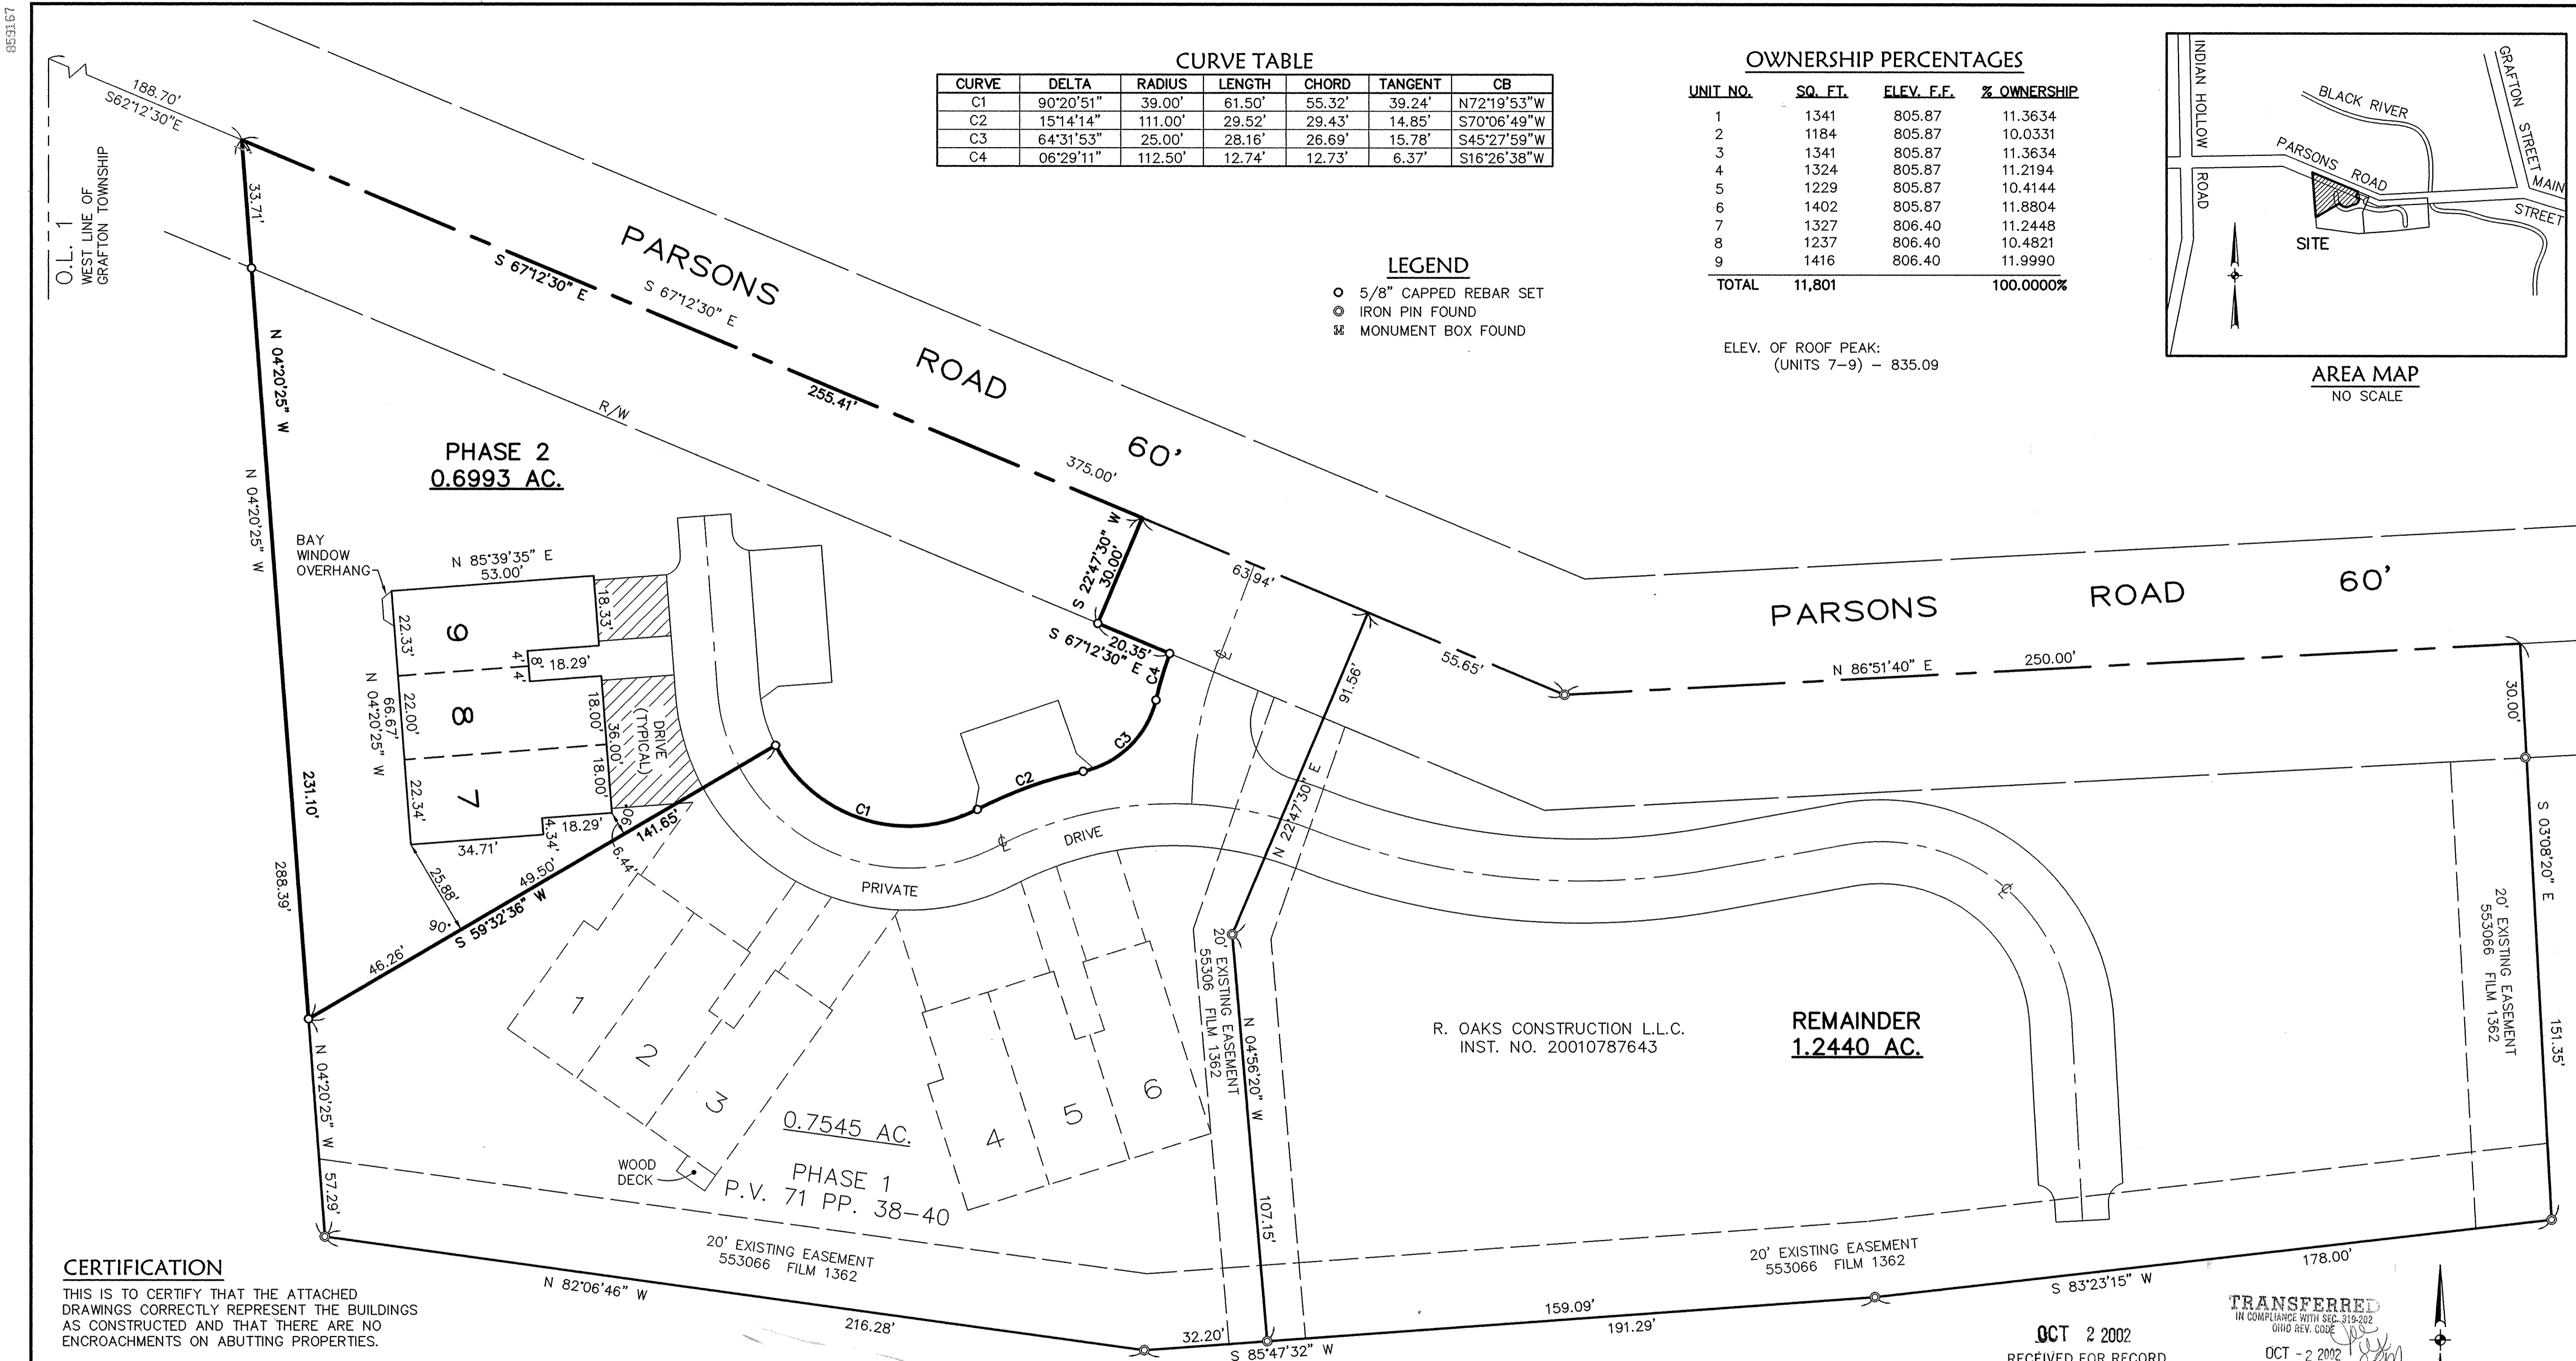 859167
188.70'
S62°12'30"E
O.L. 1
WEST LINE OF
GRAFTON TOWNSHIP
33.71'
CURVE TABLE
CURVE DELTA RADIUS LENGTH CHORD TANGENT CB
C1 90°20'51" 39.00' 61.50' 55.32' 39.24' N72°19'53"W
C2 15°14'14" 111.00' 29.52' 29.43' 14.85' S70°06'49"W
C3 64°31'53" 25.00' 28.16' 26.69' 15.78' S45°27'59"W
C4 06°29'11" 112.50' 12.74' 12.73' 6.37' S16°26'38"W
OWNERSHIP PERCENTAGES
UNIT NO. SQ. FT. ELEV. F.F. % OWNERSHIP
1 1341 805.87 11.3634
2 1184 805.87 10.0331
3 1341 805.87 11.3634
4 1324 805.87 11.2194
5 1229 805.87 10.4144
6 1402 805.87 11.8804
7 1327 806.40 11.2448
8 1237 806.40 10.4821
9 1416 806.40 11.9990
TOTAL 11,801 100.0000%
ELEV. OF ROOF PEAK:
(UNITS 7-9) - 835.09
INDIAN HOLLOW
ROAD
BLACK RIVER
GRAFTON STREET
PARSONS ROAD
MAIN
STREET
SITE
AREA MAP
NO SCALE
LEGEND
5/8" CAPPED REBAR SET
IRON PIN FOUND
MONUMENT BOX FOUND
PARSONS
ROAD
60'
S 67°12'30" E
S 67°12'30" E
255.41'
R/W
375.00'
N 04°20'25" W
N 04°20'25" W
PHASE 2
0.6993 AC.
S 22°47'30" W
30.00'
63.94'
20.35'
S 67°12'30" E
C4
C3
C2
C1
91.56'
N 22°47'30" E
55.65'
PARSONS
ROAD
60'
N 86°51'40" E
250.00'
30.00'
S 03°08'20" E
151.35'
BAY
WINDOW
OVERHANG
N 85°39'35" E
53.00'
18.33'
9
22.33'
4'
8'
18.29'
4'
N 04°20'25" W
66.67'
22.00'
8
18.00'
36.00'
DRIVE
(TYPICAL)
18.00'
22.34'
7
34.71'
4.34'
18.29'
90°
6.44'
141.65'
25.88'
49.50'
90°
S 59°32'36" W
46.26'
231.10'
288.39'
PRIVATE
DRIVE
N 04°20'25" W
57.29'
1
2
3
4
5
6
0.7545 AC.
PHASE 1
P.V. 71 PP. 38-40
WOOD
DECK
20' EXISTING EASEMENT
55306 FILM 1362
N 04°56'20" W
107.15'
R. OAKS CONSTRUCTION L.L.C.
INST. NO. 20010787643
REMAINDER
1.2440 AC.
20' EXISTING EASEMENT
553066 FILM 1362
20' EXISTING EASEMENT
553066 FILM 1362
20' EXISTING EASEMENT
553066 FILM 1362
N 82°06'46" W
216.28'
32.20'
S 85°47'32" W
159.09'
191.29'
S 83°23'15" W
178.00'
CERTIFICATION
THIS IS TO CERTIFY THAT THE ATTACHED
DRAWINGS CORRECTLY REPRESENT THE BUILDINGS
AS CONSTRUCTED AND THAT THERE ARE NO
ENCROACHMENTS ON ABUTTING PROPERTIES.
OCT 2 2002
RECEIVED FOR RECORD
TRANSFERRED
IN COMPLIANCE WITH SEC. 319-202
OHIO REV. CODE
OCT - 2 2002